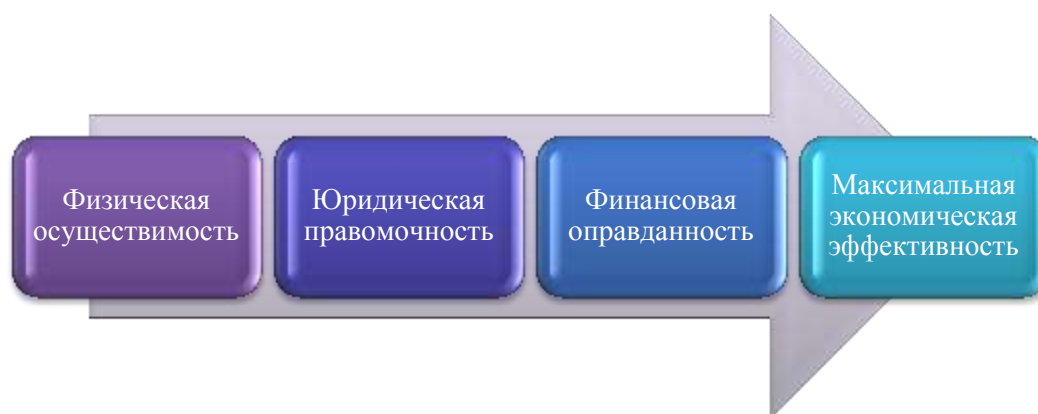 Физическая
осуществимость
Юридическая
правомочность
Финансовая
оправданность
Максимальная
экономическая
эффективность